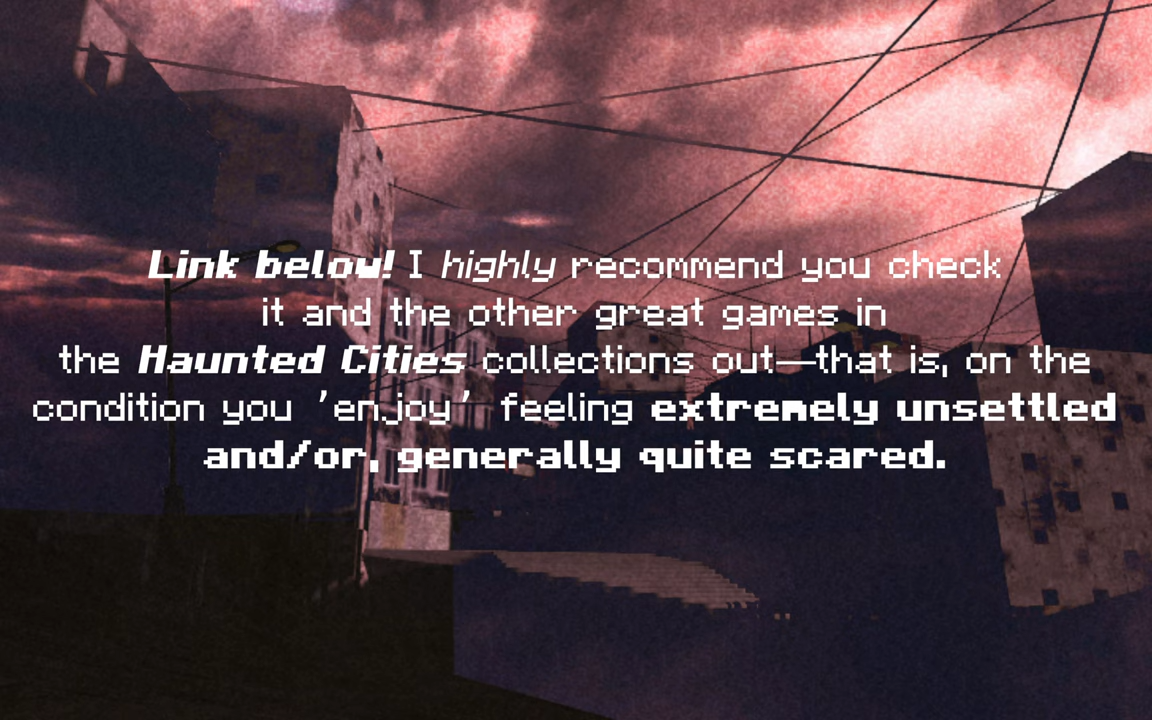 Link below! I highly recommend you check
it and the other great games in
the Haunted Cities collections out—that is, on the
condition you 'enjoy' feeling extremely unsettled
and/or, generally quite scared.